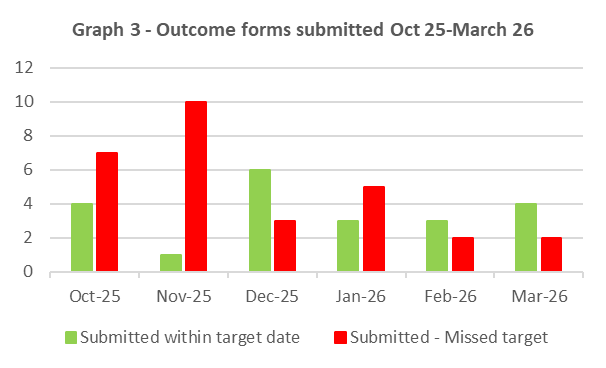 Graph 3 - Outcome forms submitted Oct 25-March 26
12
10
8
6
4
2
0
Oct-25 Nov-25 Dec-25 Jan-26 Feb-26 Mar-26
Submitted within target date Submitted - Missed target